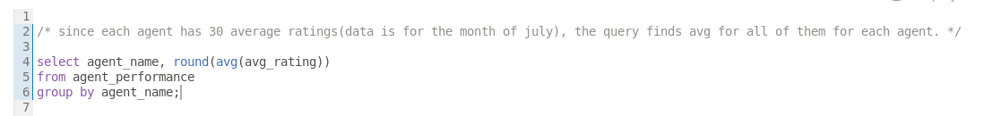 1
2 /* since each agent has 30 average ratings(data is for the month of july), the query finds avg for all of them for each agent. */
3
4 select agent_name, round(avg(avg_rating))
5 from agent_performance
6 group by agent_name;
7